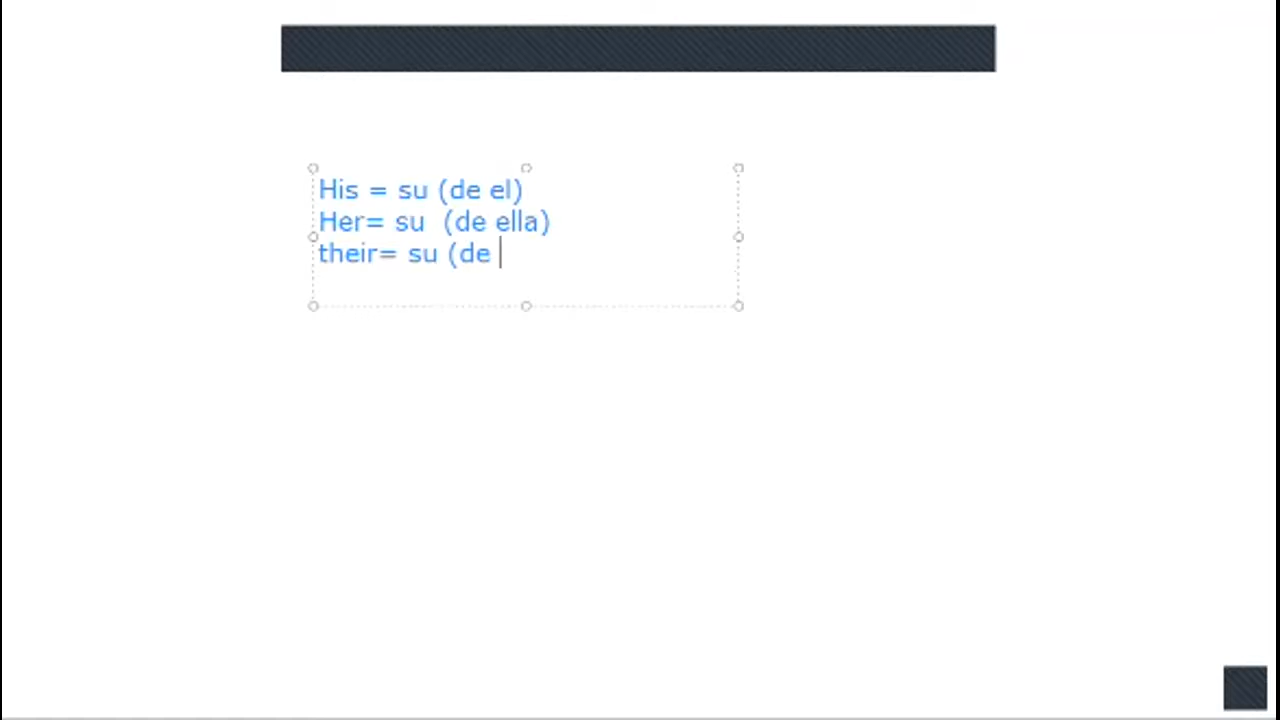 His = su (de el)
Her= su  (de ella)
their= su (de